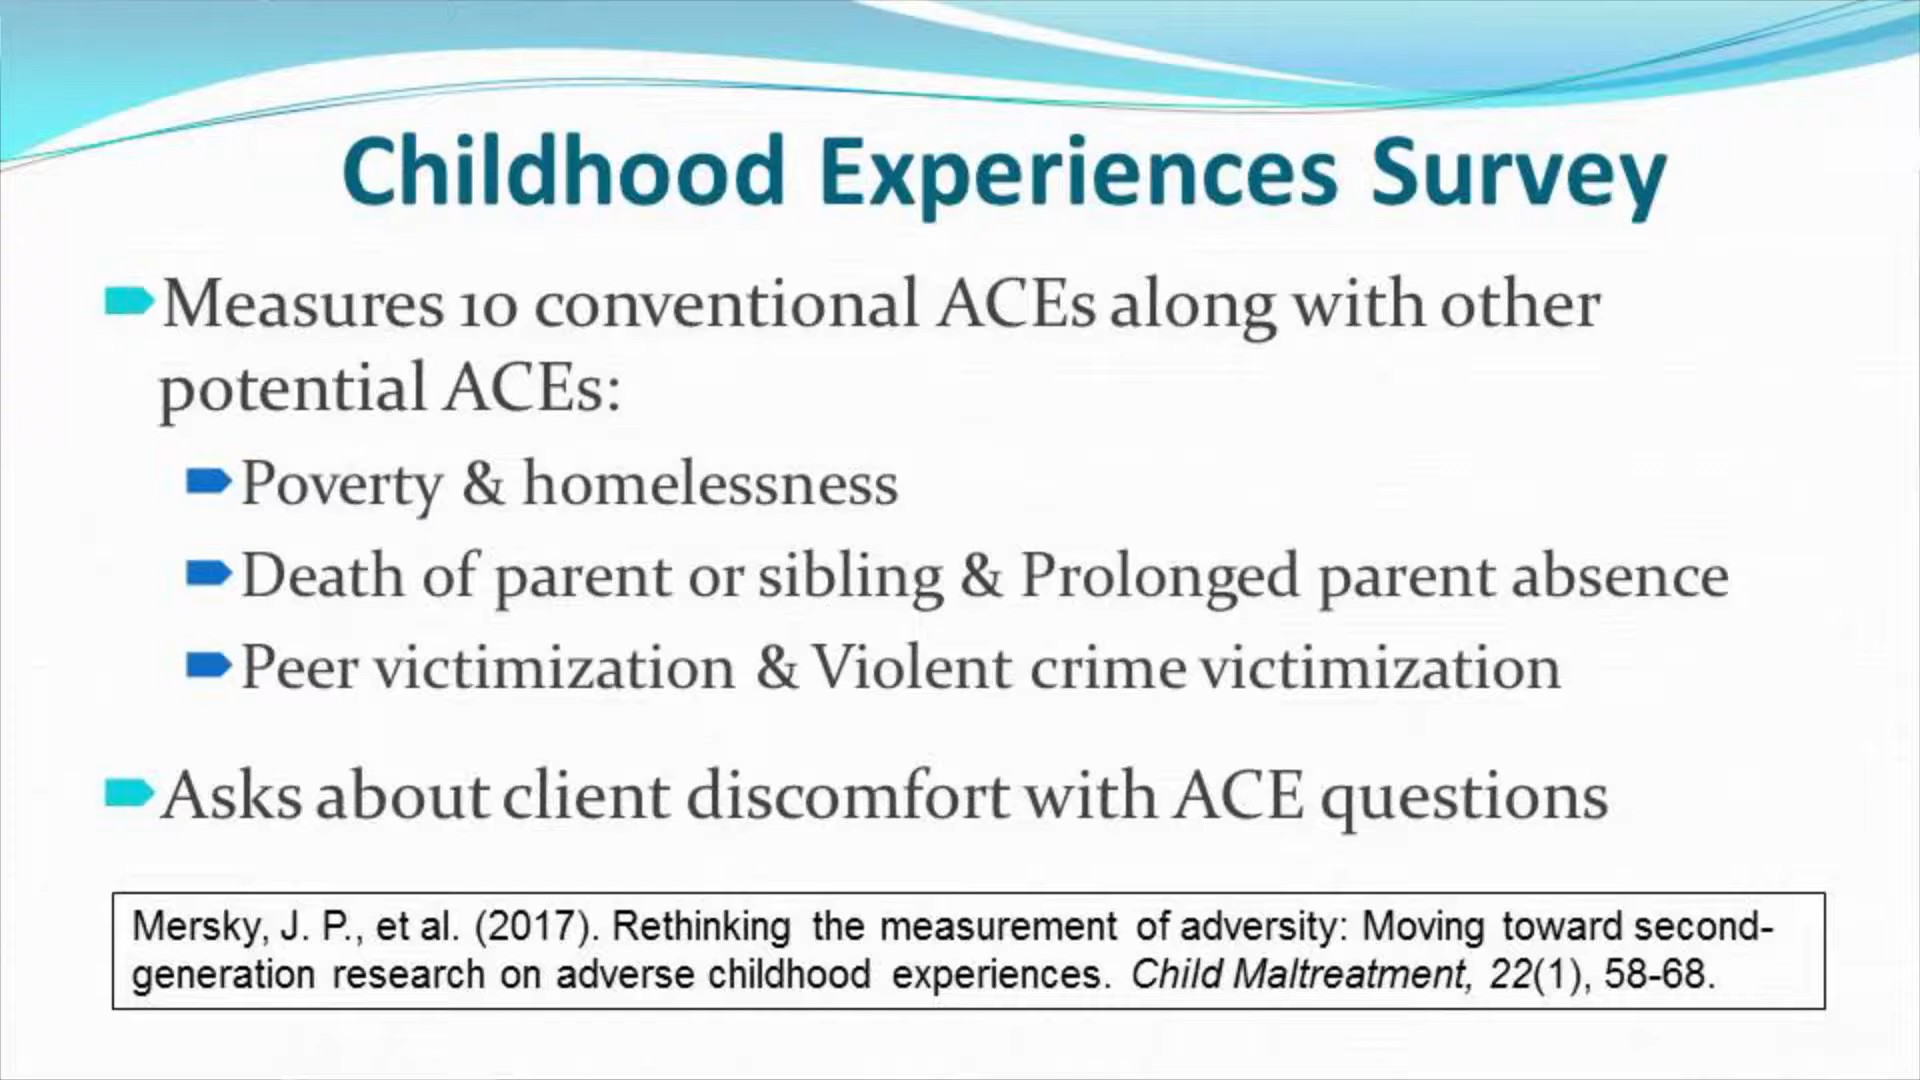 Childhood Experiences Survey
Measures 10 conventional ACEs along with other
potential ACEs:
Poverty & homelessness
Death of parent or sibling & Prolonged parent absence
Peer victimization & Violent crime victimization
Asks about client discomfort with ACE questions
Mersky, J. P., et al. (2017). Rethinking the measurement of adversity: Moving toward second-
generation research on adverse childhood experiences. Child Maltreatment, 22(1), 58-68.